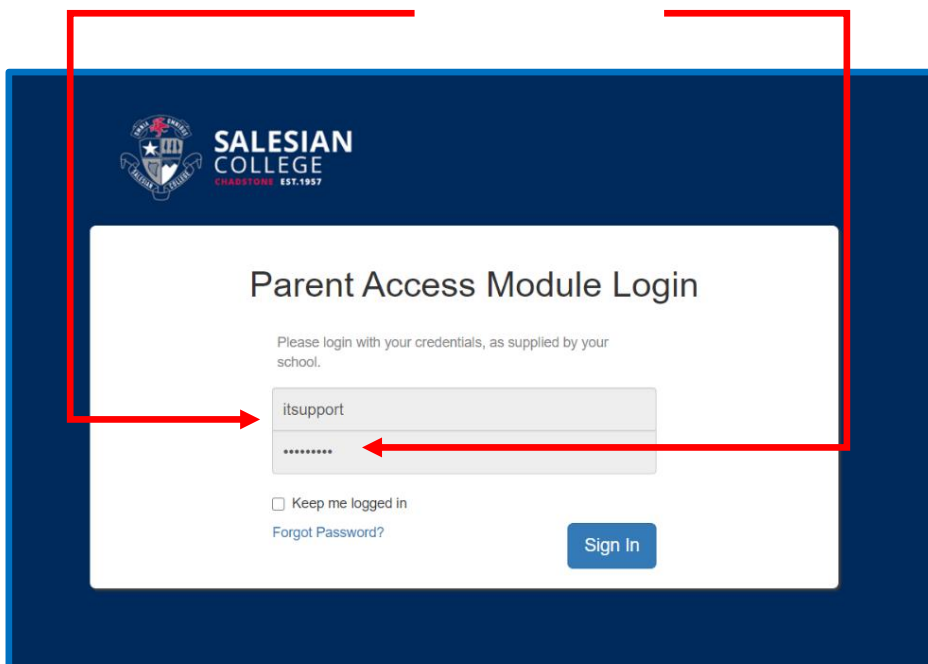 SALESIAN
COLLEGE
CHADSTONE EST.1957
Parent Access Module Login
Please login with your credentials, as supplied by your
school.
itsupport
•••••••••
Keep me logged in
Forgot Password?
Sign In